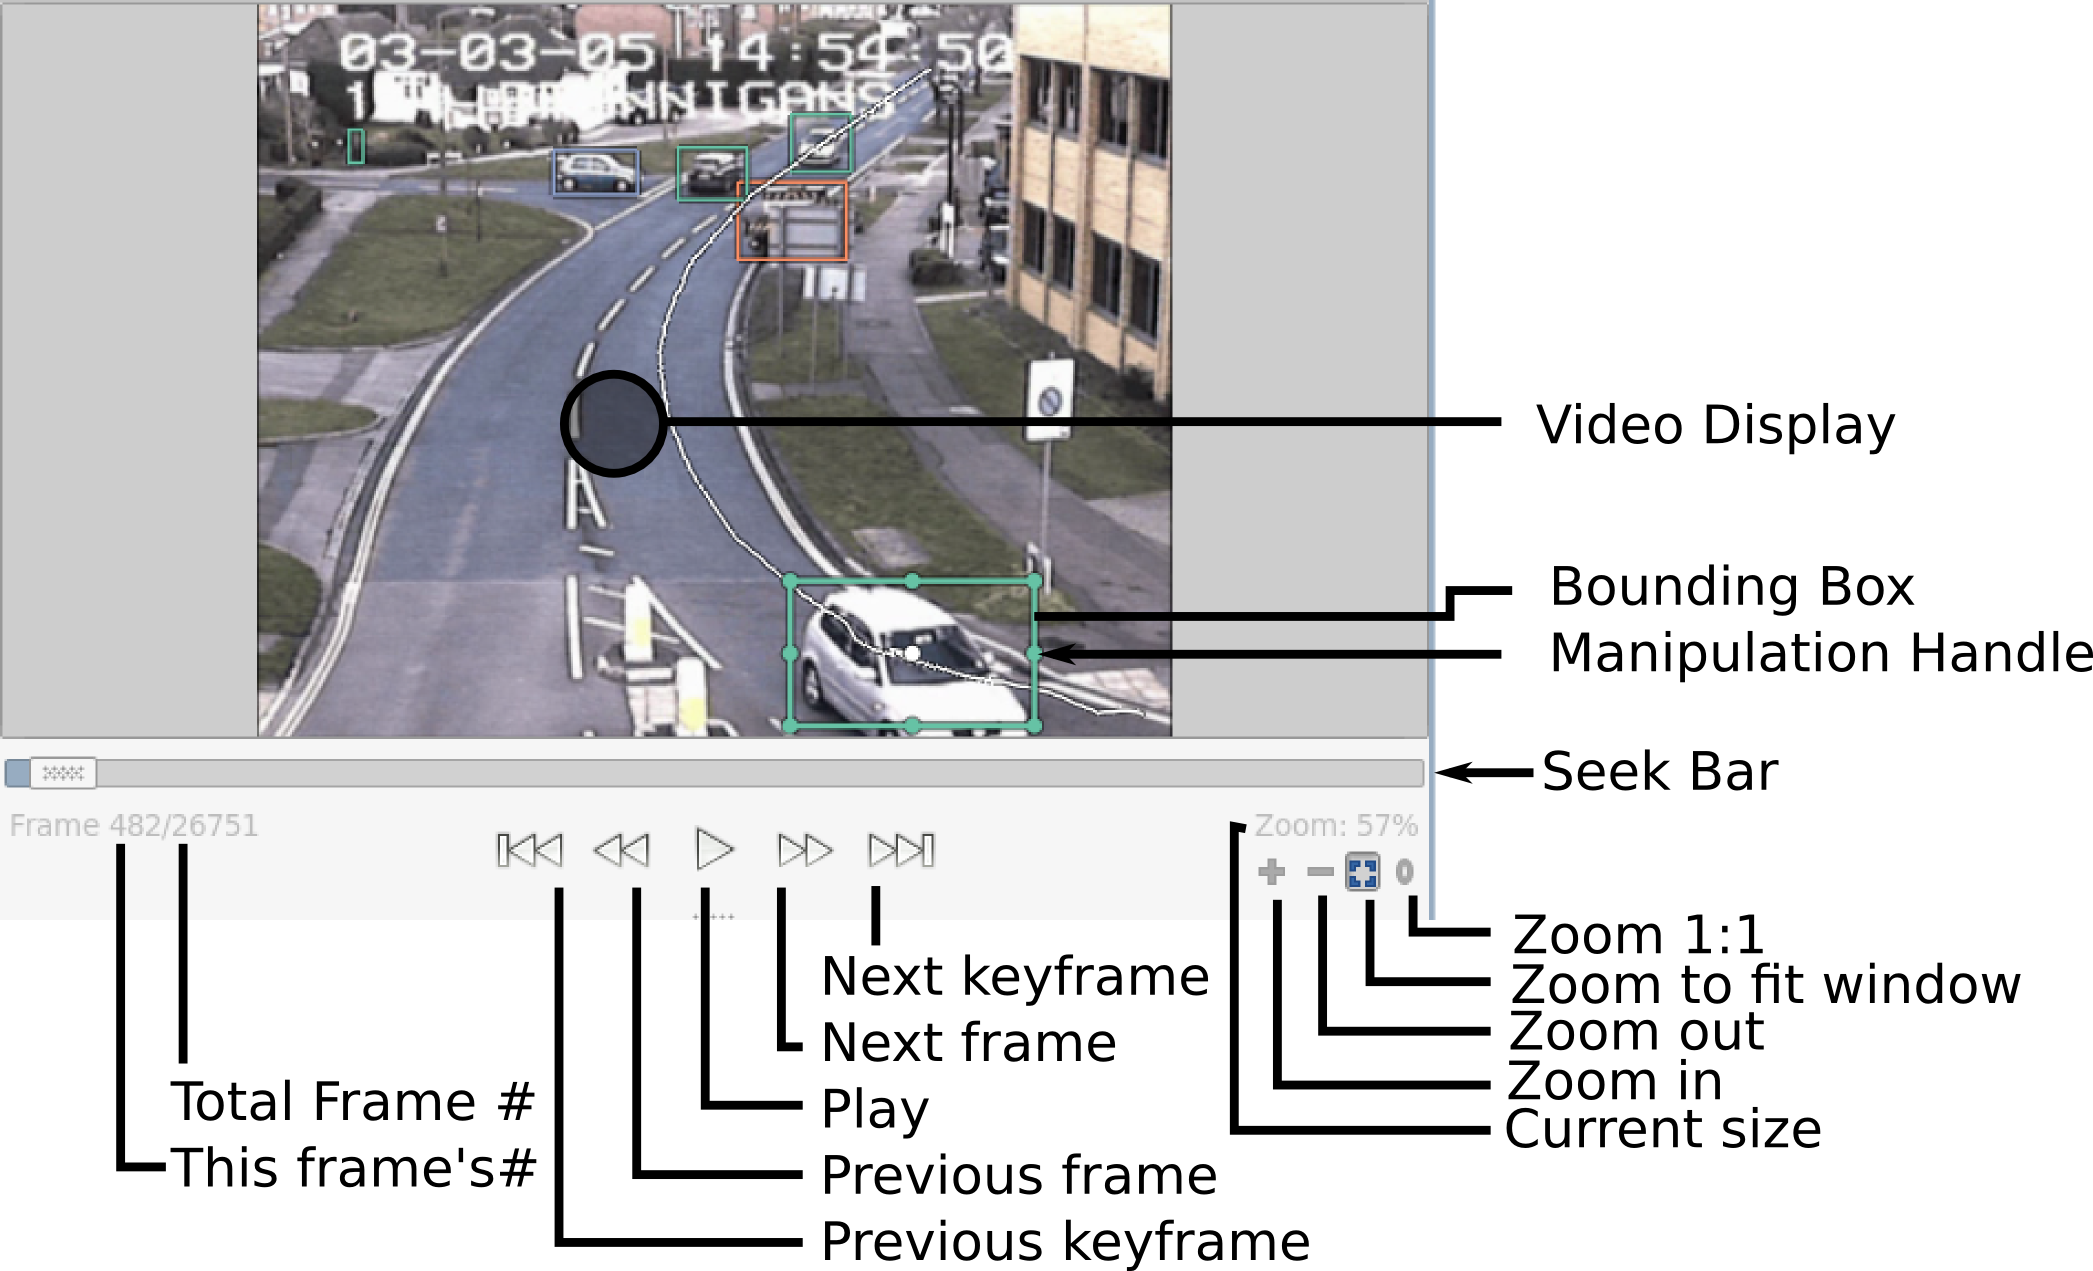 03-03-05 14:54:50
Video Display
Bounding Box
Manipulation Handle
Seek Bar
Frame 482/26751
Zoom: 57%
Zoom 1:1
Zoom to fit window
Zoom out
Zoom in
Current size
Next keyframe
Next frame
Play
Previous frame
Previous keyframe
Total Frame #
This frame's#